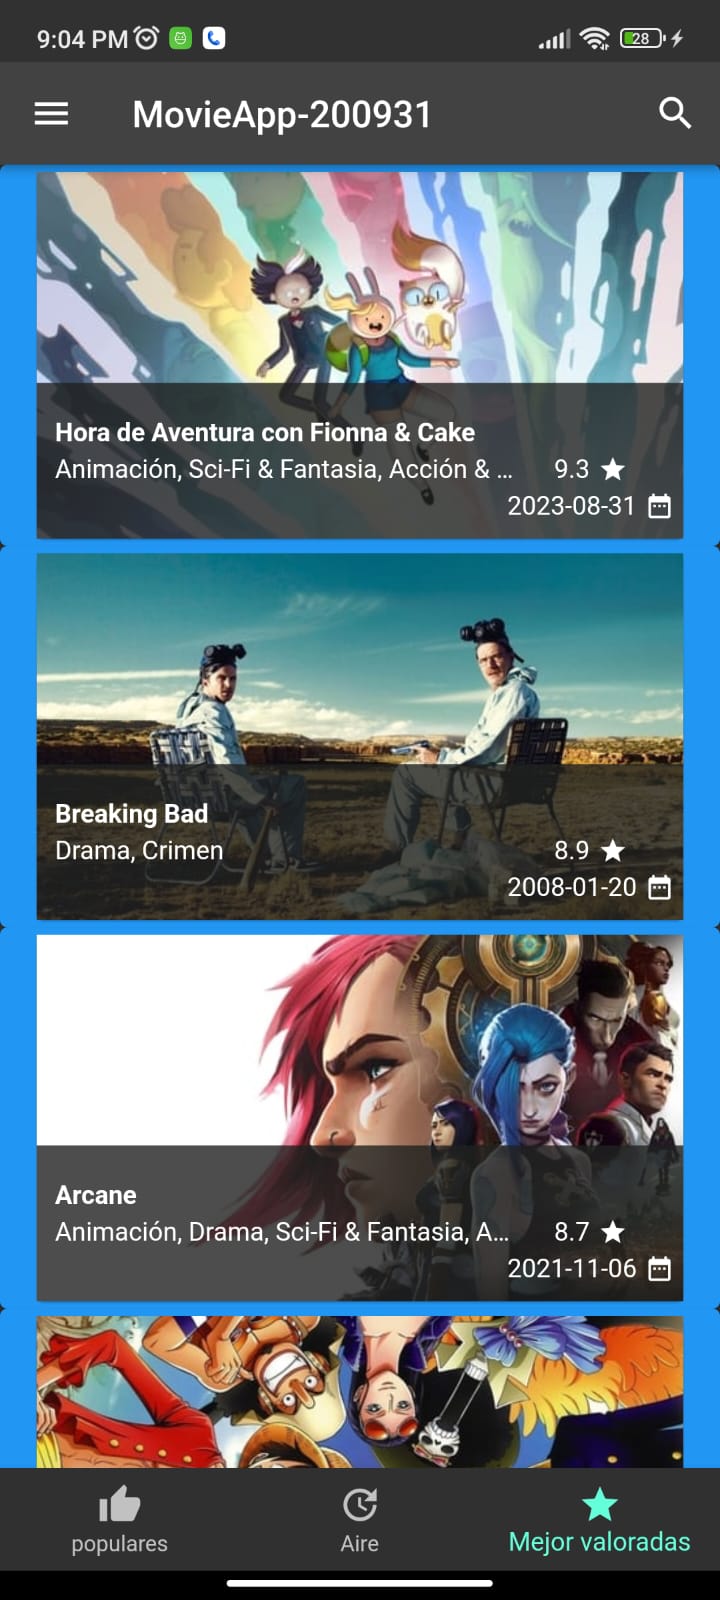 9:04 PM
28
MovieApp-200931
Hora de Aventura con Fionna & Cake
Animación, Sci-Fi & Fantasia, Acción & ...
9.3
2023-08-31
Breaking Bad
Drama, Crimen
8.9
2008-01-20
Arcane
Animación, Drama, Sci-Fi & Fantasia, A...
8.7
2021-11-06
populares
Aire
Mejor valoradas